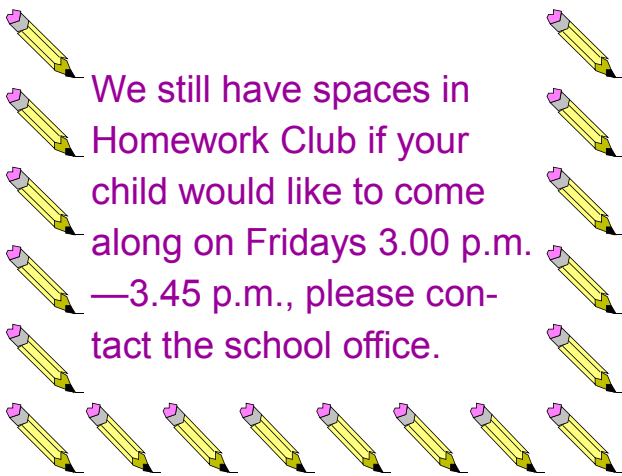 We still have spaces in
Homework Club if your
child would like to come
along on Fridays 3.00 p.m.
—3.45 p.m., please con-
tact the school office.